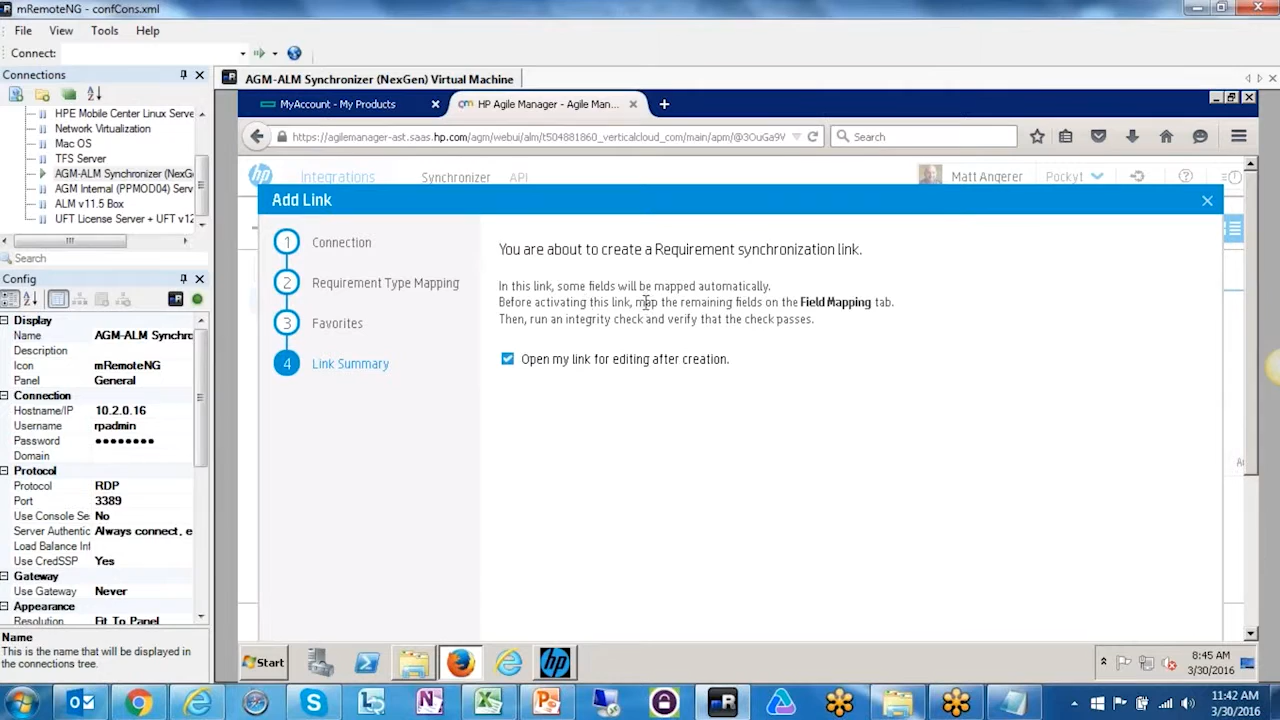 mRemoteNG - confCons.xml
File View Tools Help
Connect:
Connections
HPE Mobile Center Linux Serve
Network Virtualization
Mac OS
TFS Server
AGM-ALM Synchronizer (NexG
AGM Internal (PPMOD04) Serv
ALM v11.5 Box
UFT License Server + UFT v12
Search
Config
Display
Name AGM-ALM Synchro
Description
Icon mRemoteNG
Panel General
Connection
Hostname/IP 10.2.0.16
Username rpadmin
Password ●●●●●●●●
Domain
Protocol
Protocol RDP
Port 3389
Use Console Se No
Server Authentic Always connect, e
Load Balance Inf
Use CredSSP Yes
Gateway
Use Gateway Never
Appearance
Resolution Fit To Panel
Name
This is the name that will be displayed in
the connections tree.
AGM-ALM Synchronizer (NexGen) Virtual Machine
MyAccount - My Products
HP Agile Manager - Agile Man...
https://agilemanager-ast.saas.hp.com/agm/webui/alm/t504881860_verticalcloud_com/main/apm/@3OuGa9V
Search
hp Integrations Synchronizer API Matt Angerer Pockyt
Add Link
1 Connection
2 Requirement Type Mapping
3 Favorites
4 Link Summary
You are about to create a Requirement synchronization link.
In this link, some fields will be mapped automatically.
Before activating this link, map the remaining fields on the Field Mapping tab.
Then, run an integrity check and verify that the check passes.
Open my link for editing after creation.
Start
8:45 AM
3/30/2016
11:42 AM
3/30/2016